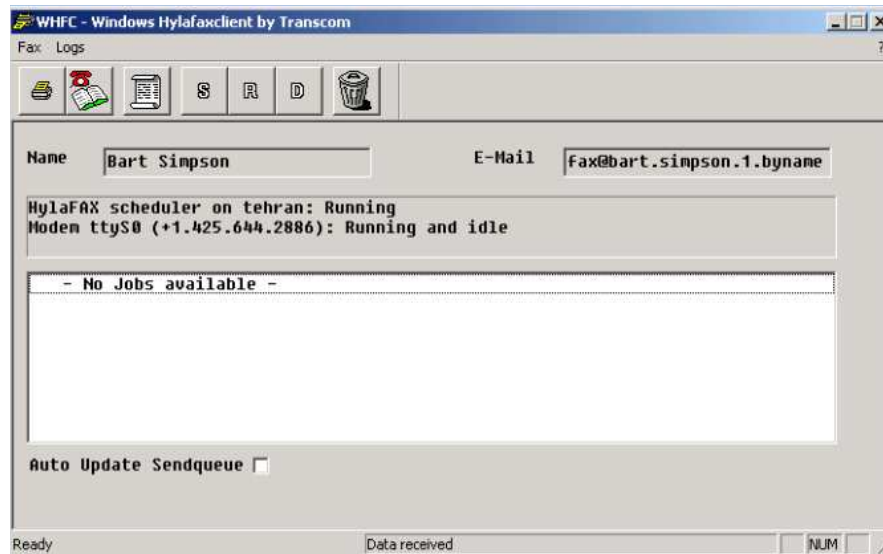 WHFC - Windows Hylafaxclient by Transcom
Fax Logs ?
S R D
Name Bart Simpson E-Mail fax@bart.simpson.1.byname
HylaFAX scheduler on tehran: Running
Modem ttyS0 (+1.425.644.2886): Running and idle
- No Jobs available -
Auto Update Sendqueue
Ready Data received NUM